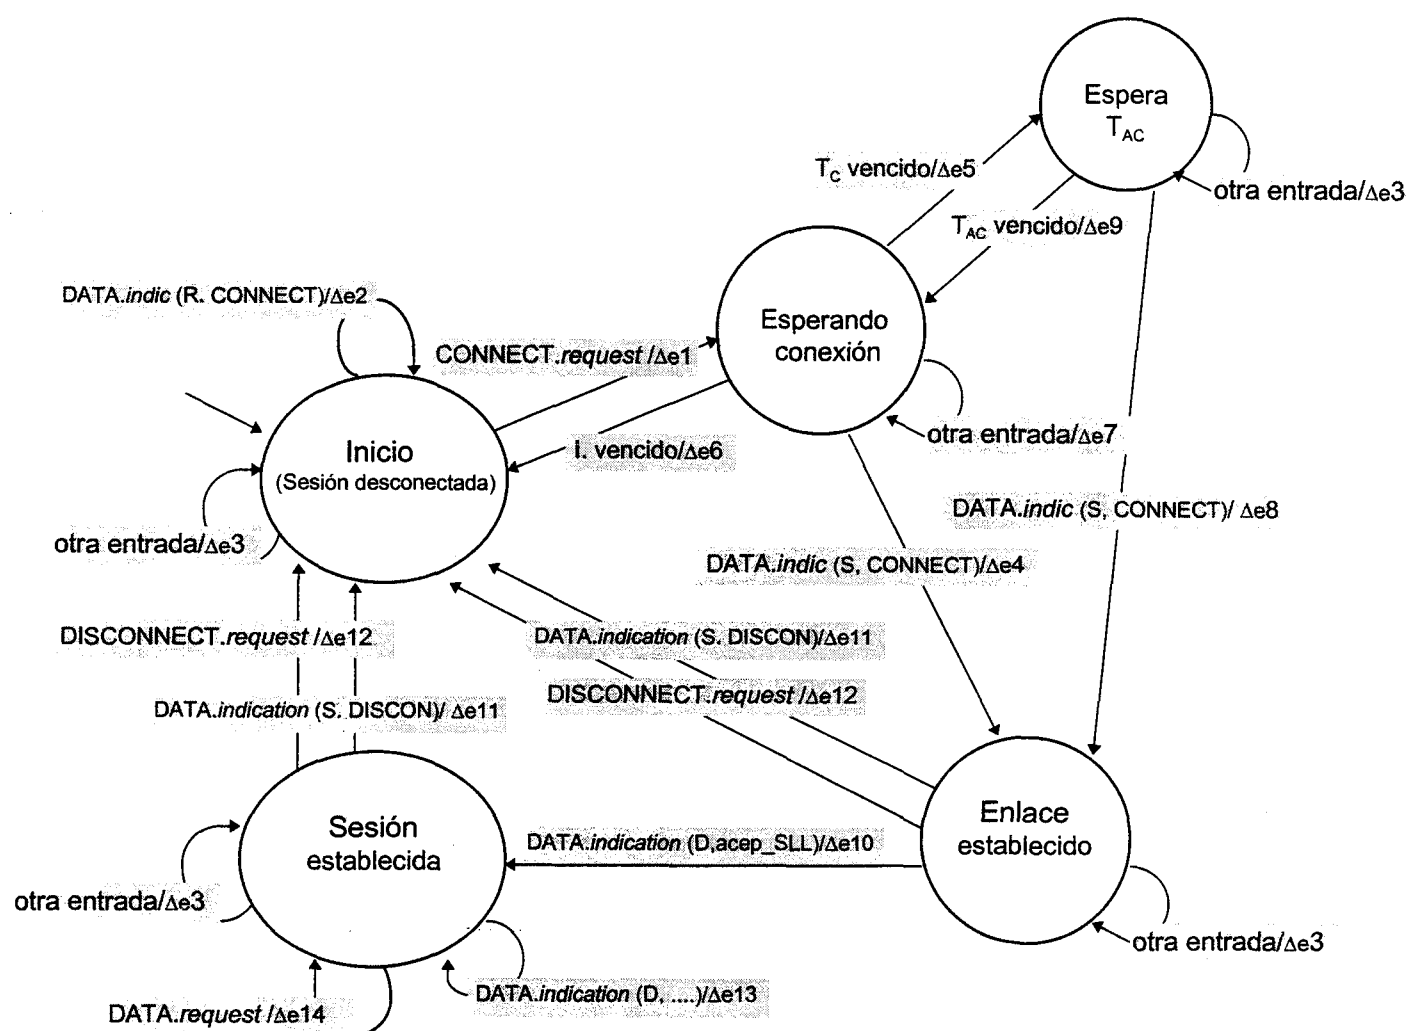 Espera
T_AC
T_C vencido/Δe5
otra entrada/Δe3
T_AC vencido/Δe9
DATA.indic (R. CONNECT)/Δe2
Esperando
conexión
CONNECT.request /Δe1
otra entrada/Δe7
I. vencido/Δe6
Inicio
(Sesión desconectada)
DATA.indic (S, CONNECT)/ Δe8
otra entrada/Δe3
DATA.indic (S, CONNECT)/Δe4
DISCONNECT.request /Δe12
DATA.indication (S. DISCON)/Δe11
DISCONNECT.request /Δe12
DATA.indication (S. DISCON)/ Δe11
Enlace
establecido
Sesión
establecida
DATA.indication (D,acep_SLL)/Δe10
otra entrada/Δe3
otra entrada/Δe3
DATA.indication (D, ....)/Δe13
DATA.request /Δe14